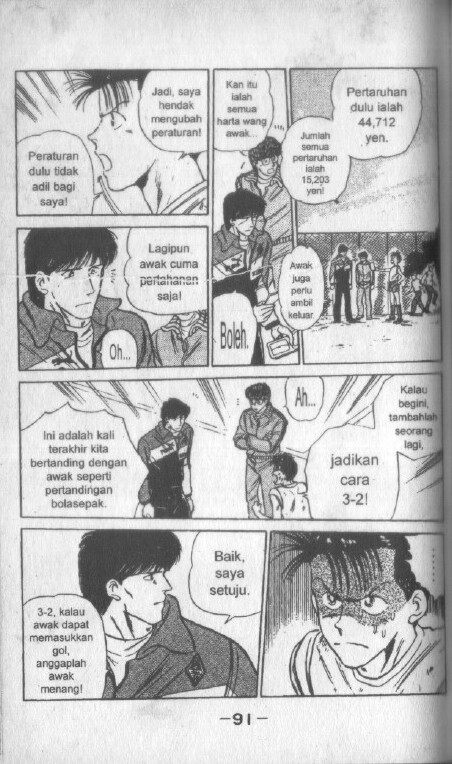 Pertaruhan
dulu ialah
44,712
yen.
Jumlah
semua
pertaruhan
ialah
15,203
yen!
Kan itu
ialah
semua
harta wang
awak...
Awak
juga
perlu
ambil
keluar.
Boleh.
Jadi, saya
hendak
mengubah
peraturan!
Peraturan
dulu tidak
adil bagi
saya!
Lagipun
awak cuma
pertahanan
saja!
Oh...
Kalau
begini,
tambahlah
seorang
lagi,
jadikan
cara
3-2!
Ah...
Ini adalah kali
terakhir kita
bertanding dengan
awak seperti
pertandingan
bolasepak.
Baik,
saya
setuju.
3-2, kalau
awak dapat
memasukkan
gol,
anggaplah
awak
menang!
-91-